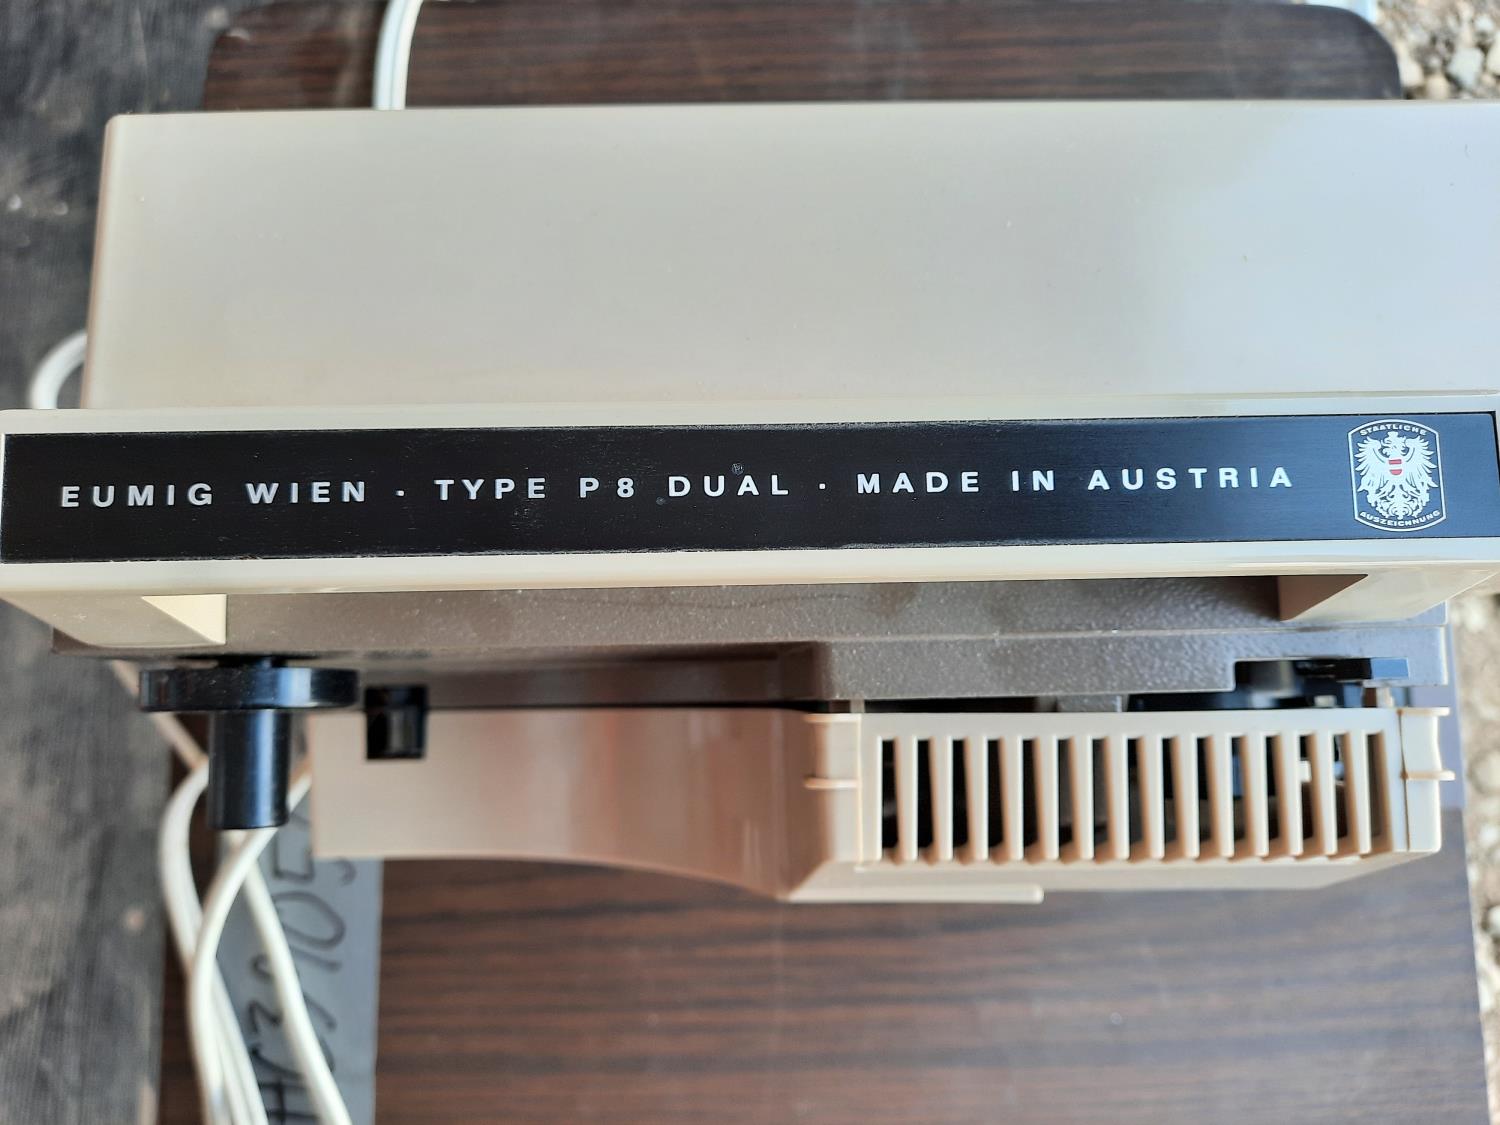 EUMIG WIEN · TYPE P8 DUAL · MADE IN AUSTRIA
STAATLICHE
AUSZEICHNUNG